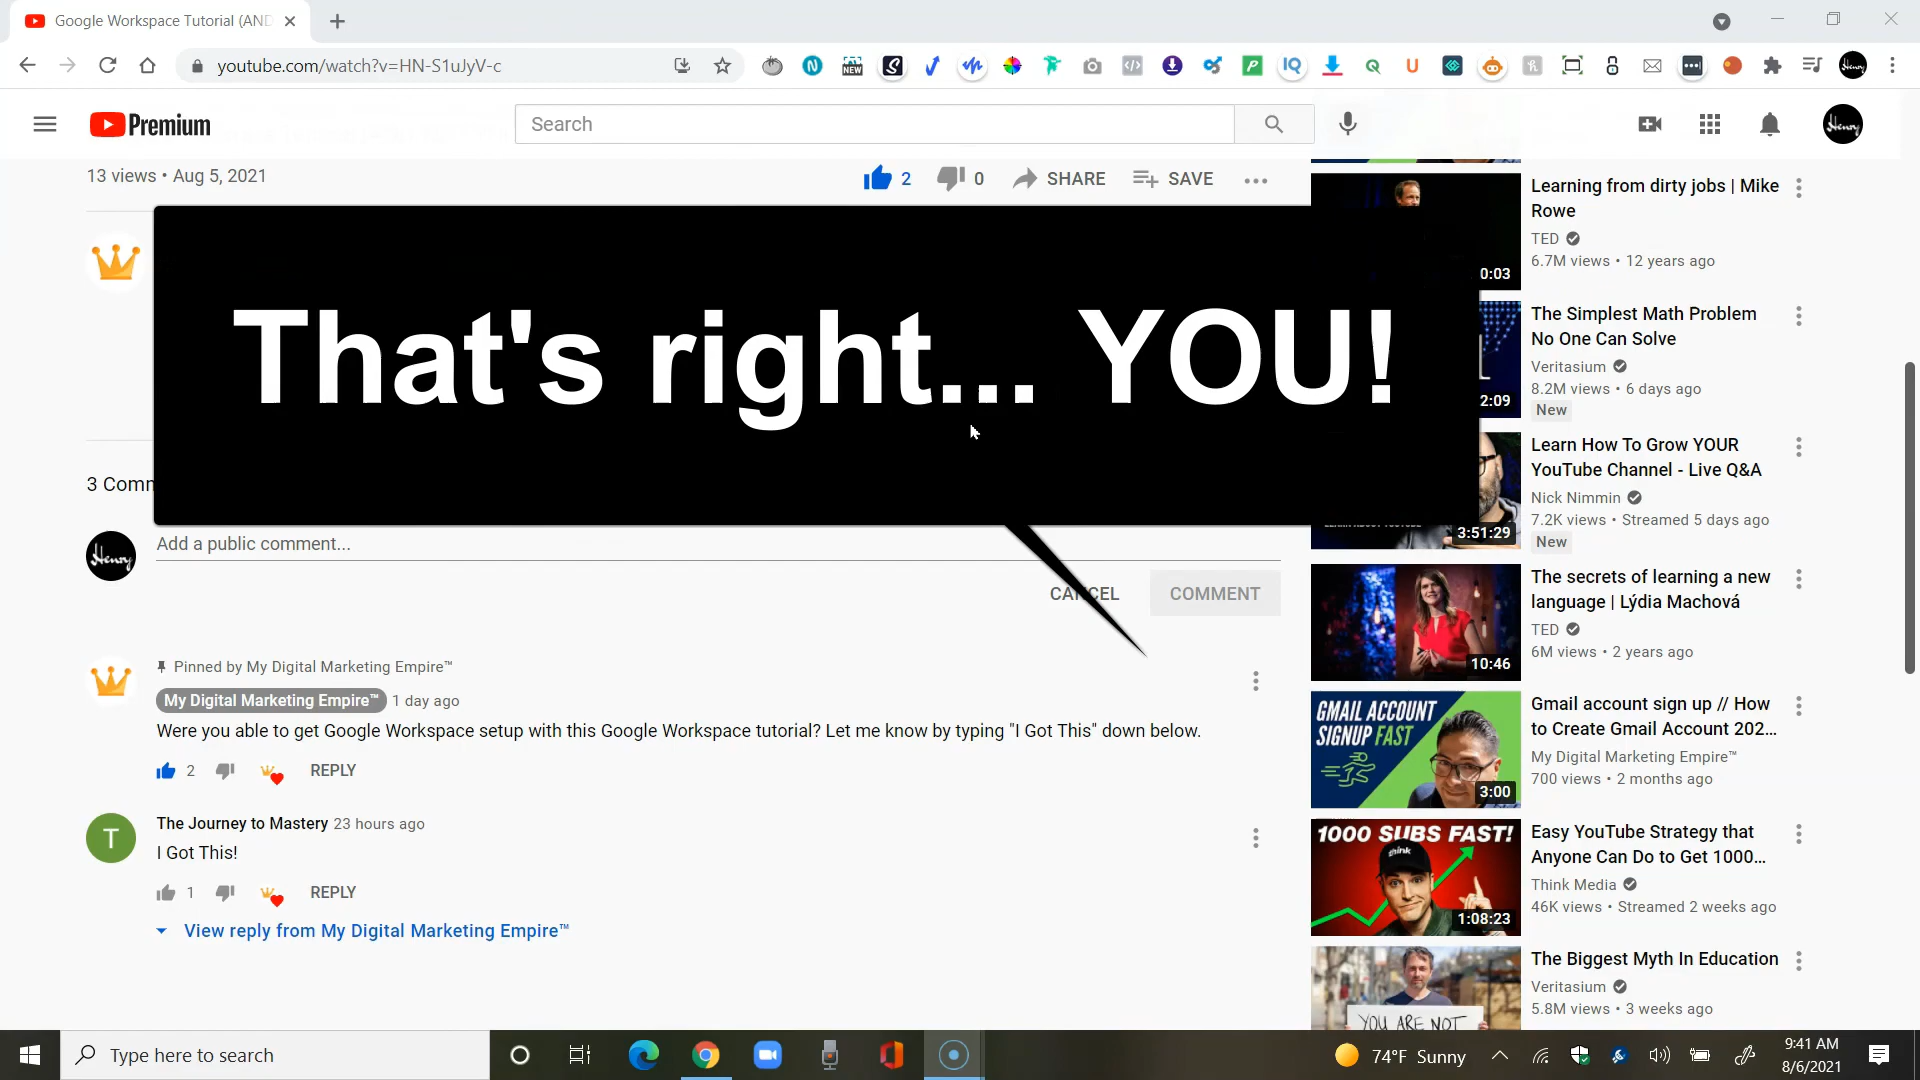 Google Workspace Tutorial (AND
youtube.com/watch?v=HN-S1uJyV-c
Premium
Search
13 views • Aug 5, 2021
2
0
SHARE
SAVE
That's right... YOU!
3 Comm
Add a public comment...
CANCEL
COMMENT
Pinned by My Digital Marketing Empire™
My Digital Marketing Empire™ 1 day ago
Were you able to get Google Workspace setup with this Google Workspace tutorial? Let me know by typing "I Got This" down below.
2
REPLY
T
The Journey to Mastery 23 hours ago
I Got This!
1
REPLY
View reply from My Digital Marketing Empire™
0:03
Learning from dirty jobs | Mike
Rowe
TED
6.7M views • 12 years ago
2:09
The Simplest Math Problem
No One Can Solve
Veritasium
8.2M views • 6 days ago
New
3:51:29
Learn How To Grow YOUR
YouTube Channel - Live Q&A
Nick Nimmin
7.2K views • Streamed 5 days ago
New
10:46
The secrets of learning a new
language | Lýdia Machová
TED
6M views • 2 years ago
GMAIL ACCOUNT
SIGNUP FAST
3:00
Gmail account sign up // How
to Create Gmail Account 202...
My Digital Marketing Empire™
700 views • 2 months ago
1000 SUBS FAST!
think
1:08:23
Easy YouTube Strategy that
Anyone Can Do to Get 1000...
Think Media
46K views • Streamed 2 weeks ago
YOU ARE NOT
The Biggest Myth In Education
Veritasium
5.8M views • 3 weeks ago
Type here to search
74°F Sunny
9:41 AM
8/6/2021